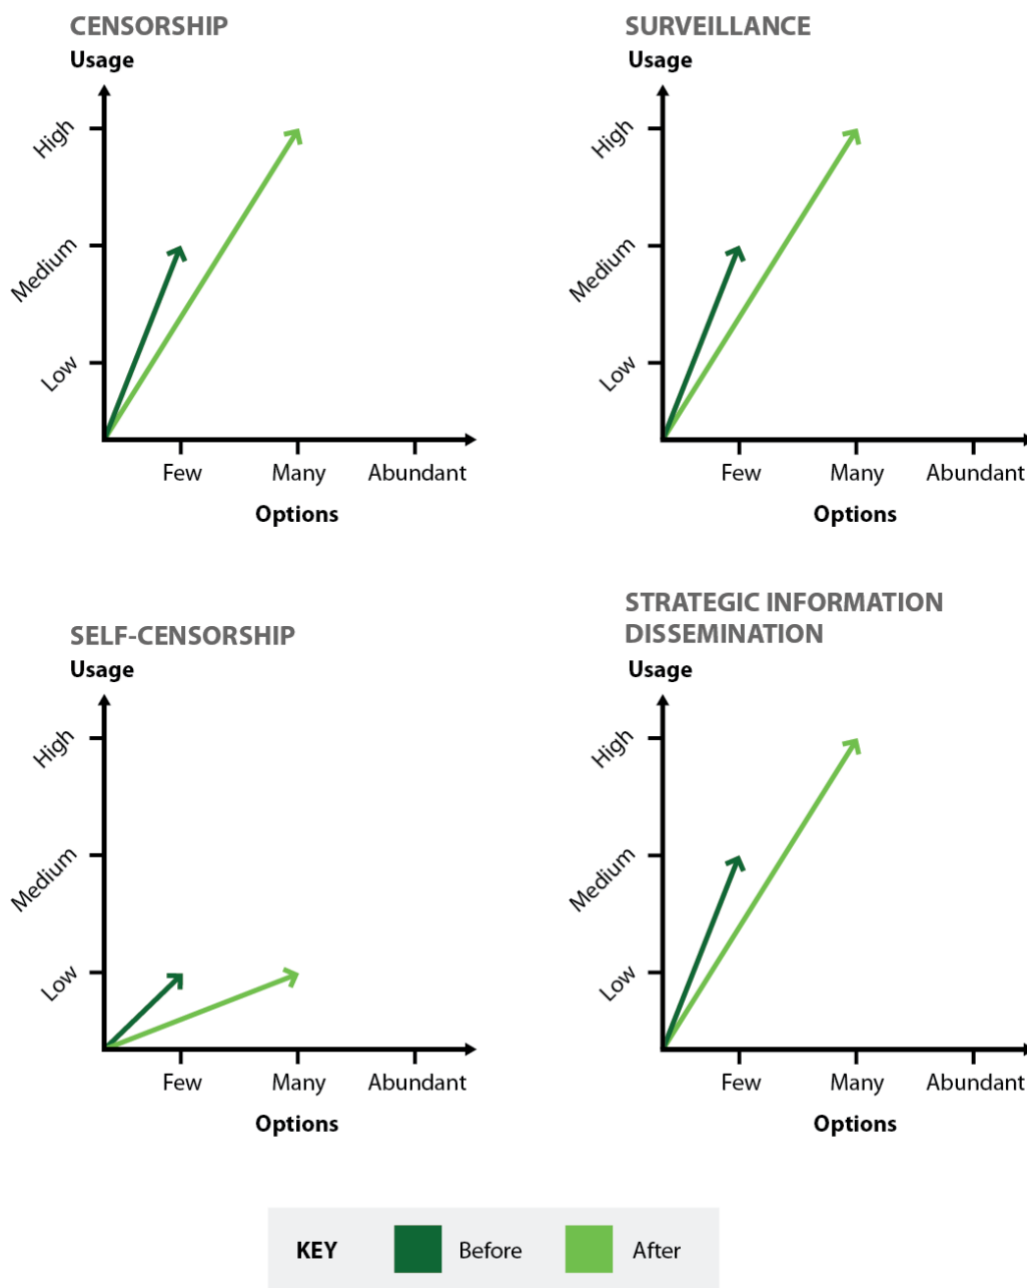 CENSORSHIP
Usage
High
Medium
Low
Few Many Abundant
Options
SURVEILLANCE
Usage
High
Medium
Low
Few Many Abundant
Options
SELF-CENSORSHIP
Usage
High
Medium
Low
Few Many Abundant
Options
STRATEGIC INFORMATION
DISSEMINATION
Usage
High
Medium
Low
Few Many Abundant
Options
KEY Before After